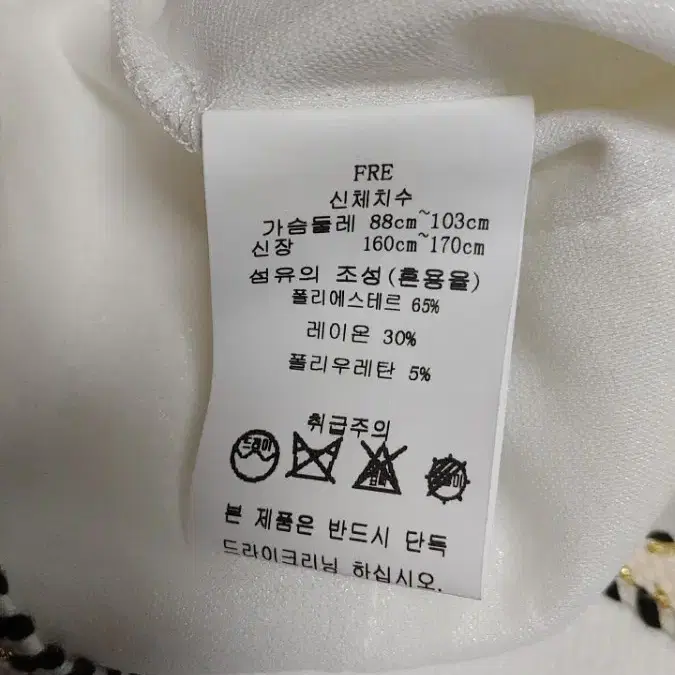 FRE
신체치수
가슴둘레 88cm~103cm
신장 160cm~170cm
섬유의 조성(혼용율)
폴리에스테르 65%
레이온 30%
폴리우레탄 5%
취급주의
드라이
본 제품은 반드시 단독
드라이크리닝 하십시오.